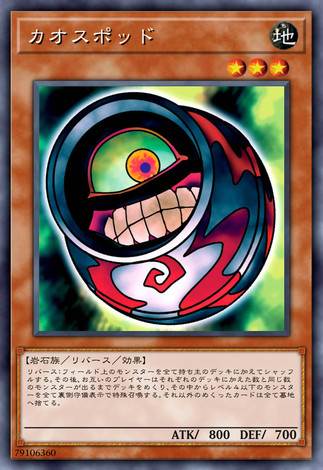 カオスポッド
地
【岩石族／リバース／効果】
リバース：フィールド上のモンスターを全て持ち主のデッキに加えてシャッフ
ルする。その後、お互いのプレイヤーはそれぞれのデッキに加えた数と同じ数
のモンスターが出るまでデッキをめくり、その中からレベル４以下のモンスター
を全て裏側守備表示で特殊召喚する。それ以外のめくったカードは全て墓地
へ捨てる。
ATK/ 800 DEF/ 700
79106360